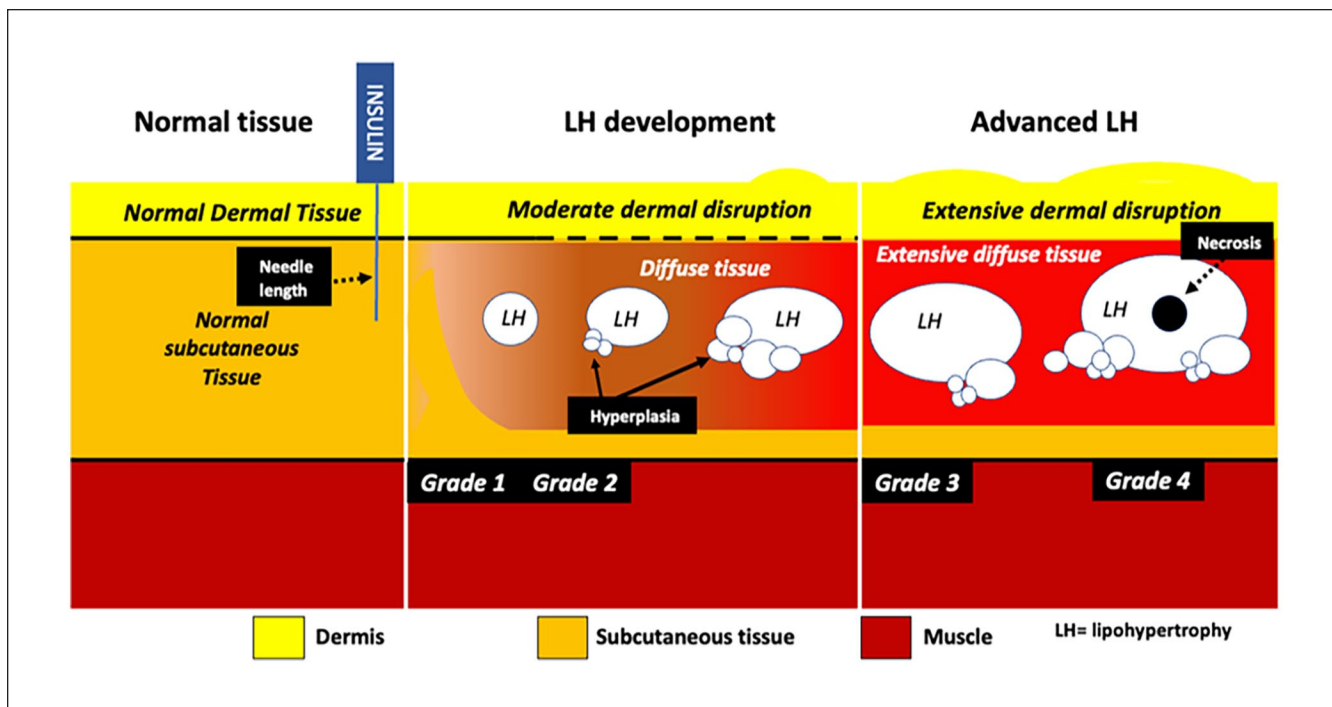 Normal tissue
INSULIN
LH development
Advanced LH
Normal Dermal Tissue
Moderate dermal disruption
Extensive dermal disruption
Needle
length
Normal
subcutaneous
Tissue
Diffuse tissue
LH
LH
LH
Hyperplasia
Extensive diffuse tissue
Necrosis
LH
LH
Grade 1
Grade 2
Grade 3
Grade 4
Dermis
Subcutaneous tissue
Muscle
LH= lipohypertrophy